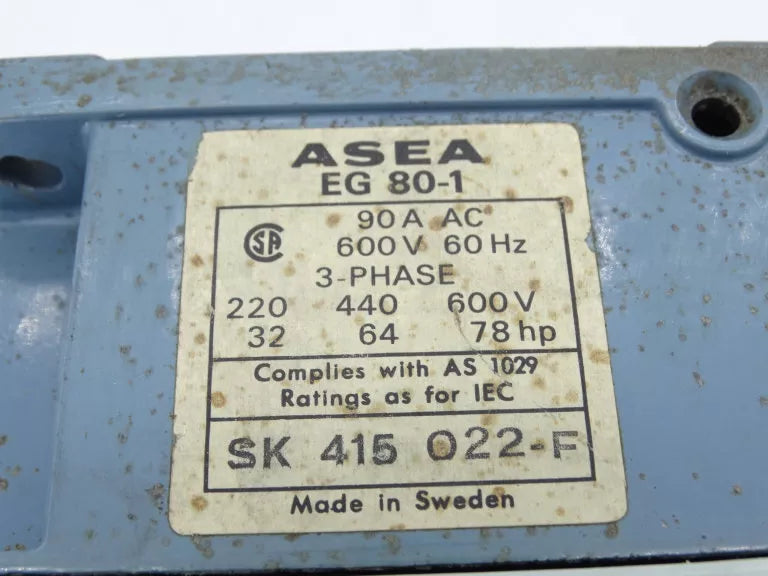 ASEA
EG 80-1
SA
90 A AC
600 V 60 Hz
3-PHASE
220 440 600 V
32 64 78 hp
Complies with AS 1029
Ratings as for IEC
SK 415 022-F
Made in Sweden